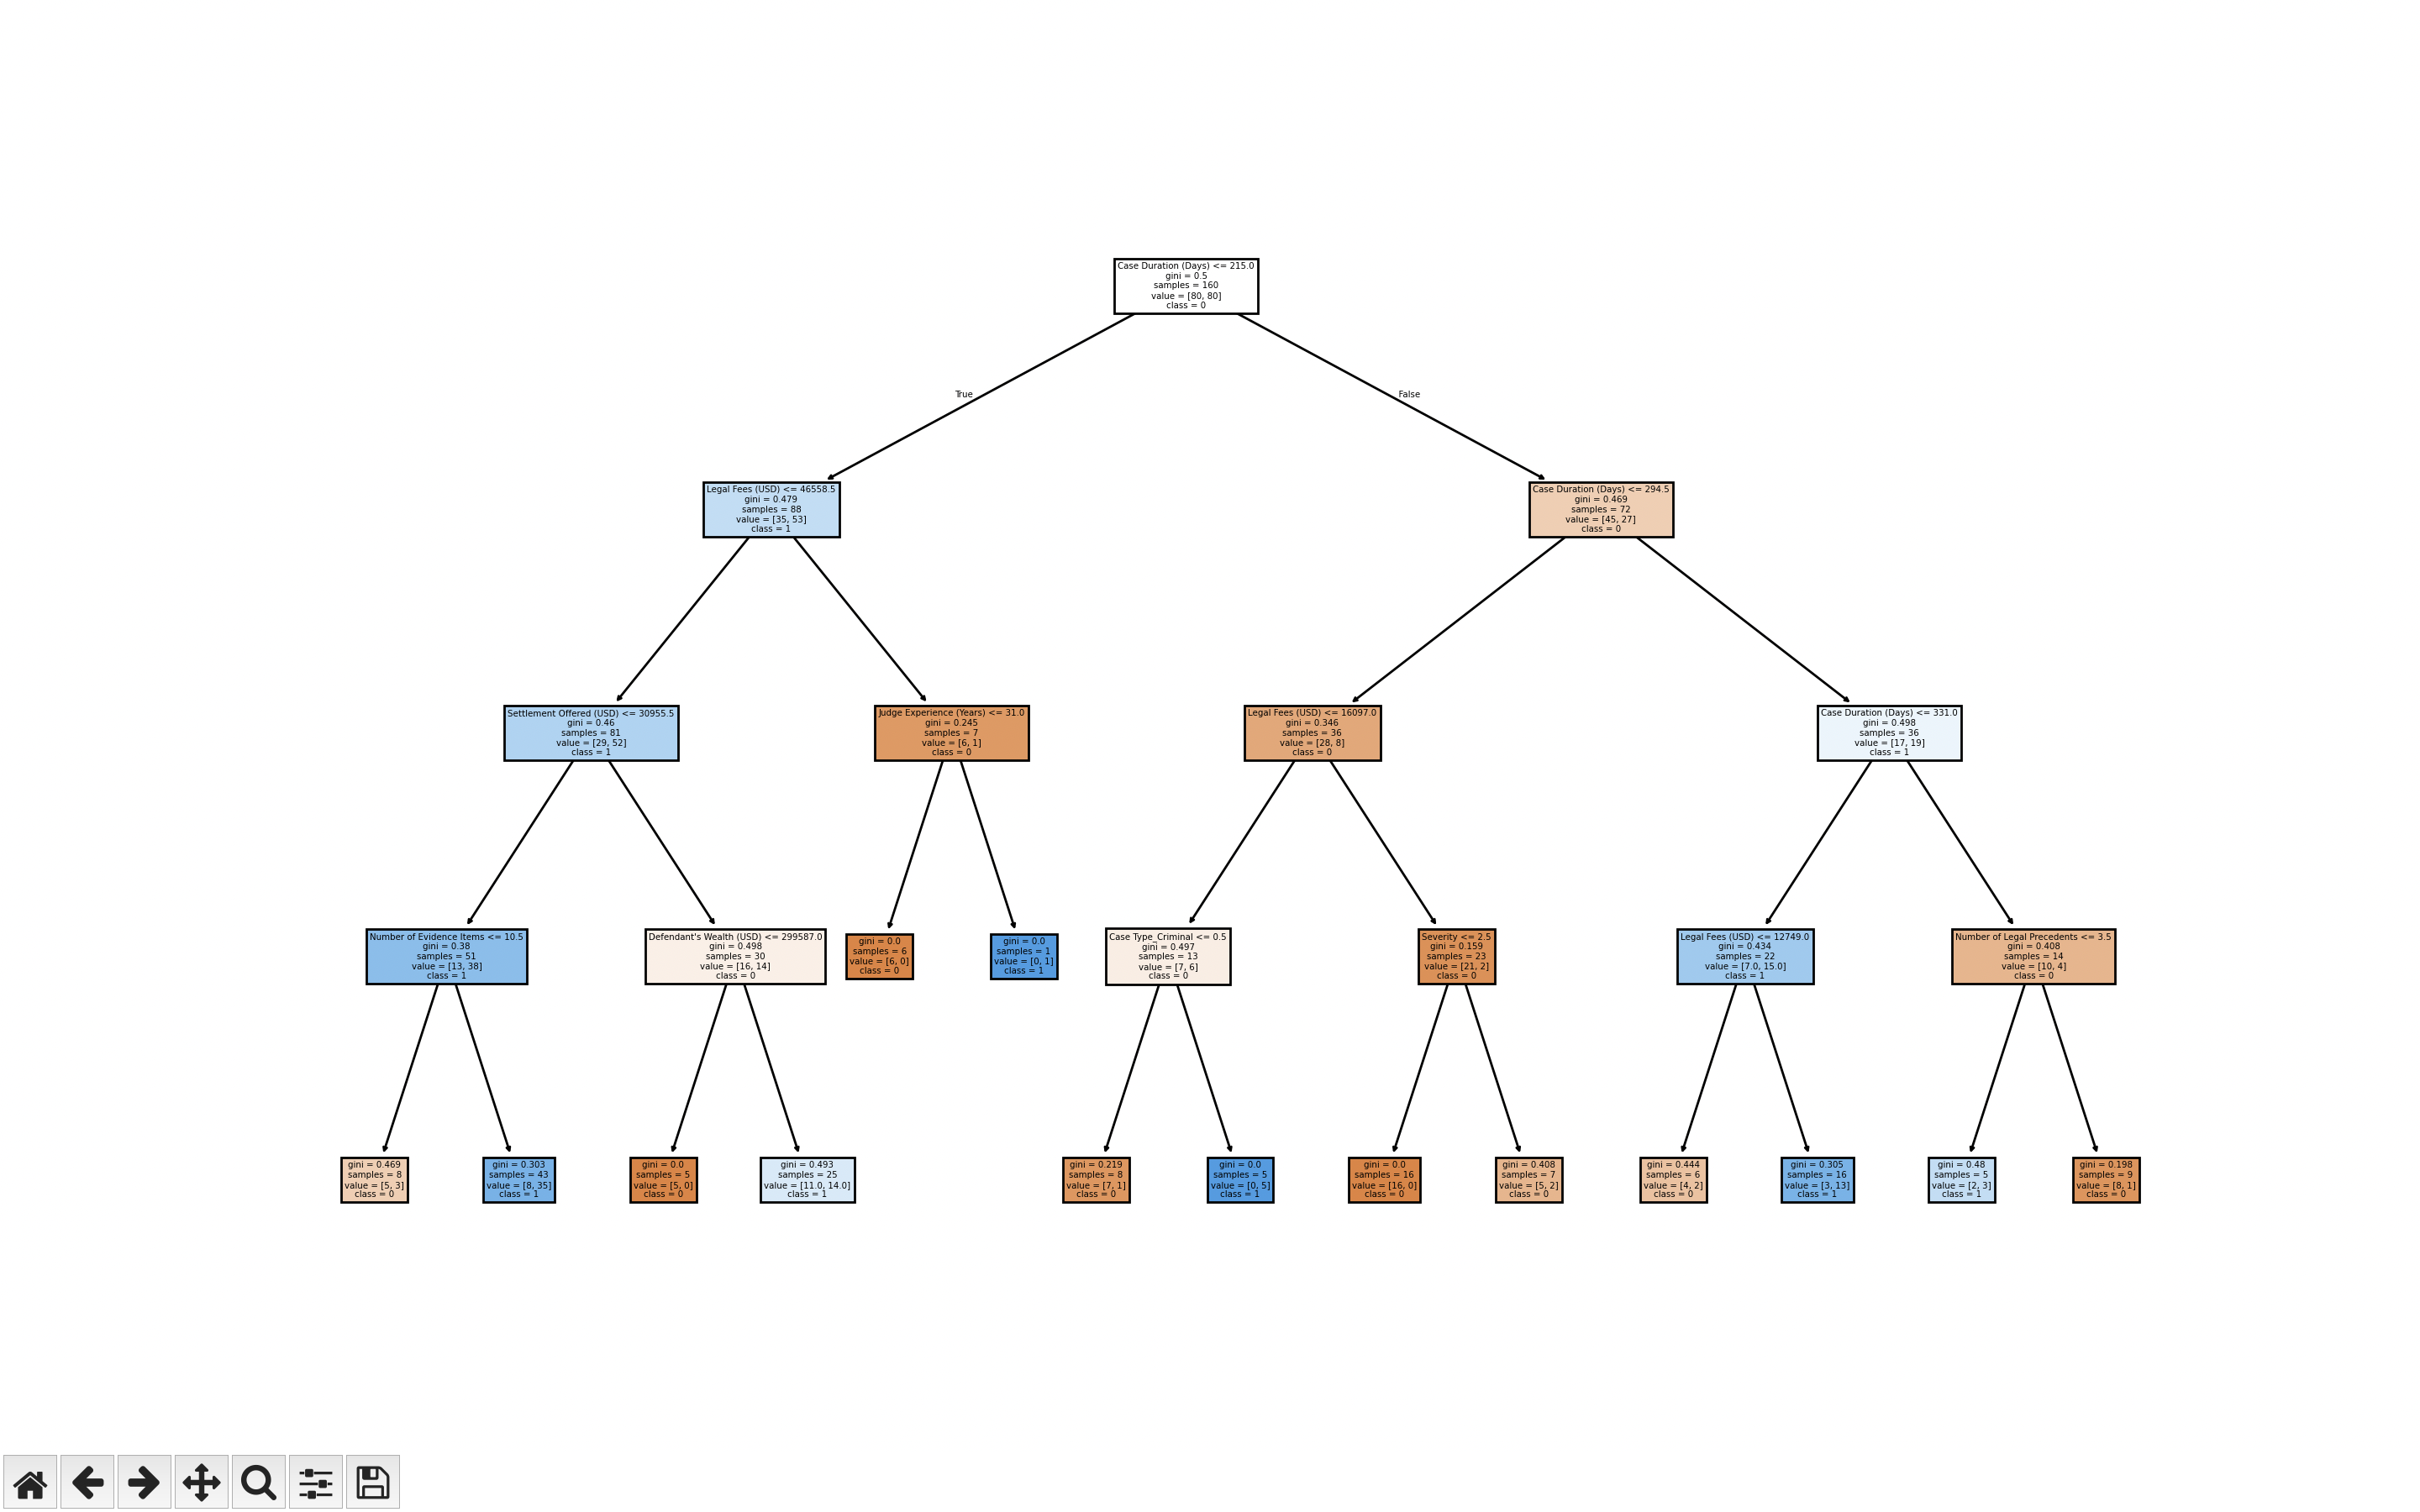 Case Duration (Days) <= 215.0
gini = 0.5
samples = 160
value = [80, 80]
class = 0
True
False
Legal Fees (USD) <= 46558.5
gini = 0.479
samples = 88
value = [35, 53]
class = 1
Case Duration (Days) <= 294.5
gini = 0.469
samples = 72
value = [45, 27]
class = 0
Settlement Offered (USD) <= 30955.5
gini = 0.46
samples = 81
value = [29, 52]
class = 1
Judge Experience (Years) <= 31.0
gini = 0.245
samples = 7
value = [6, 1]
class = 0
Legal Fees (USD) <= 16097.0
gini = 0.346
samples = 36
value = [28, 8]
class = 0
Case Duration (Days) <= 331.0
gini = 0.498
samples = 36
value = [17, 19]
class = 1
Number of Evidence Items <= 10.5
gini = 0.38
samples = 51
value = [13, 38]
class = 1
Defendant's Wealth (USD) <= 299587.0
gini = 0.498
samples = 30
value = [16, 14]
class = 0
gini = 0.0
samples = 6
value = [6, 0]
class = 0
gini = 0.0
samples = 1
value = [0, 1]
class = 1
Case Type_Criminal <= 0.5
gini = 0.497
samples = 13
value = [7, 6]
class = 0
Severity <= 2.5
gini = 0.159
samples = 23
value = [21, 2]
class = 0
Legal Fees (USD) <= 12749.0
gini = 0.434
samples = 22
value = [7.0, 15.0]
class = 1
Number of Legal Precedents <= 3.5
gini = 0.408
samples = 14
value = [10, 4]
class = 0
gini = 0.469
samples = 8
value = [5, 3]
class = 0
gini = 0.303
samples = 43
value = [8, 35]
class = 1
gini = 0.0
samples = 5
value = [5, 0]
class = 0
gini = 0.493
samples = 25
value = [11.0, 14.0]
class = 1
gini = 0.219
samples = 8
value = [7, 1]
class = 0
gini = 0.0
samples = 5
value = [0, 5]
class = 1
gini = 0.0
samples = 16
value = [16, 0]
class = 0
gini = 0.408
samples = 7
value = [5, 2]
class = 0
gini = 0.444
samples = 6
value = [4, 2]
class = 0
gini = 0.305
samples = 16
value = [3, 13]
class = 1
gini = 0.48
samples = 5
value = [2, 3]
class = 1
gini = 0.198
samples = 9
value = [8, 1]
class = 0